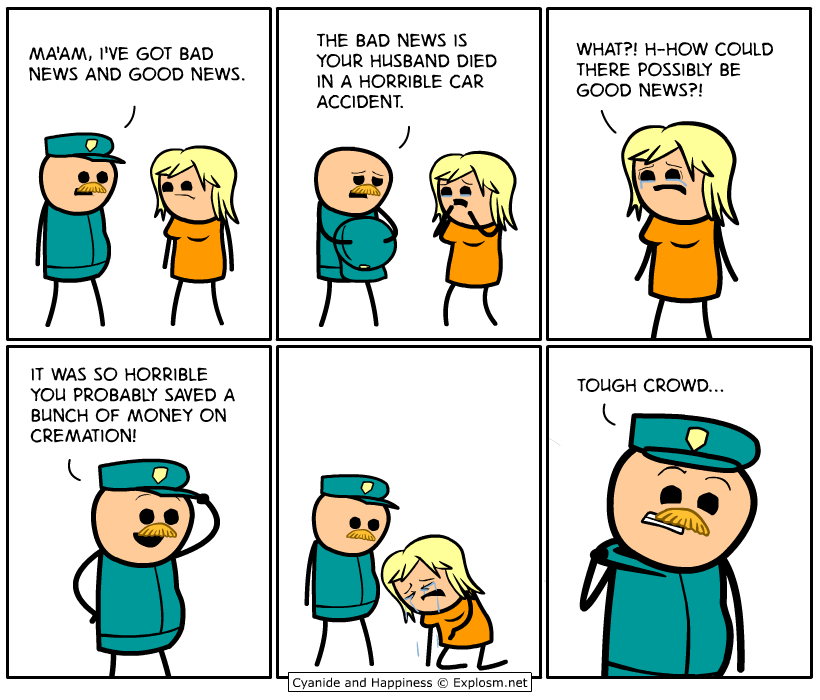 MA'AM, I'VE GOT BAD
NEWS AND GOOD NEWS.
THE BAD NEWS IS
YOUR HUSBAND DIED
IN A HORRIBLE CAR
ACCIDENT.
WHAT?! H-HOW COULD
THERE POSSIBLY BE
GOOD NEWS?!
IT WAS SO HORRIBLE
YOU PROBABLY SAVED A
BUNCH OF MONEY ON
CREMATION!
TOUGH CROWD...
Cyanide and Happiness © Explosm.net